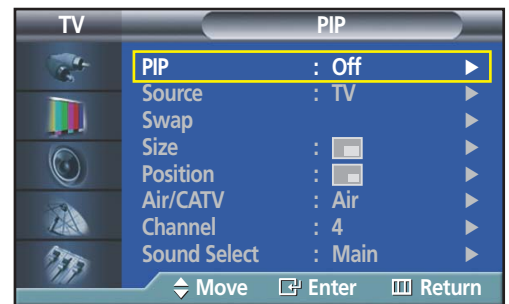 TV PIP
PIP : Off
Source : TV
Swap
Size :
Position :
Air/CATV : Air
Channel : 4
Sound Select : Main
Move Enter Return